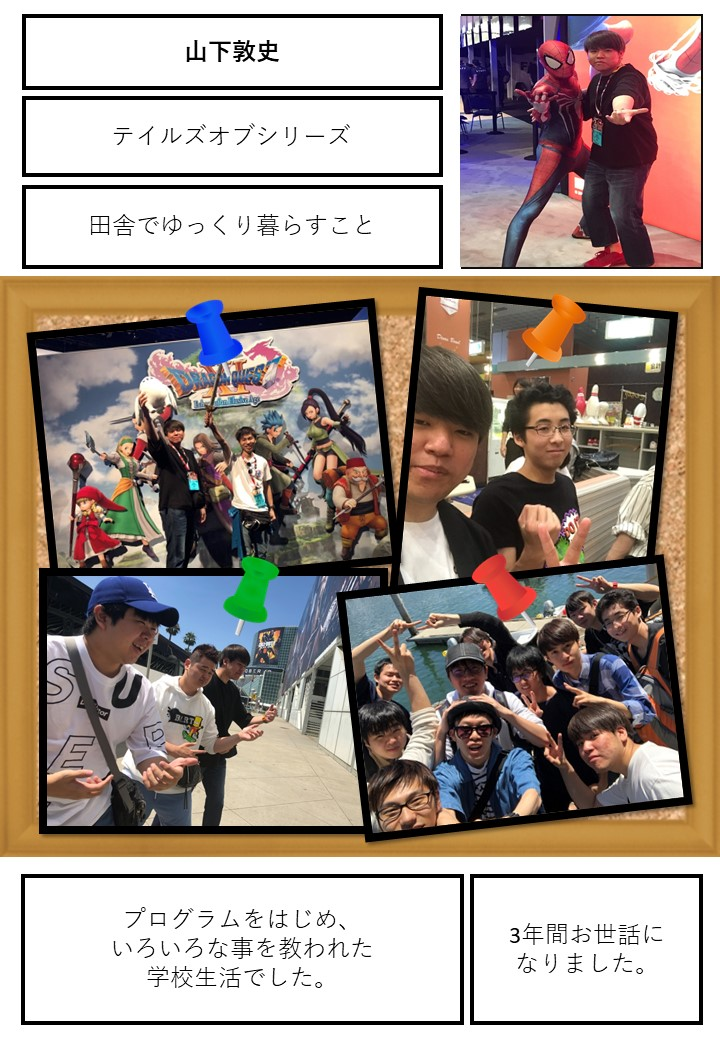 山下敦史
テイルズオブシリーズ
田舎でゆっくり暮らすこと
DRAGON QUEST
XI
プログラムをはじめ、
いろいろな事を教われた
学校生活でした。
3年間お世話に
なりました。